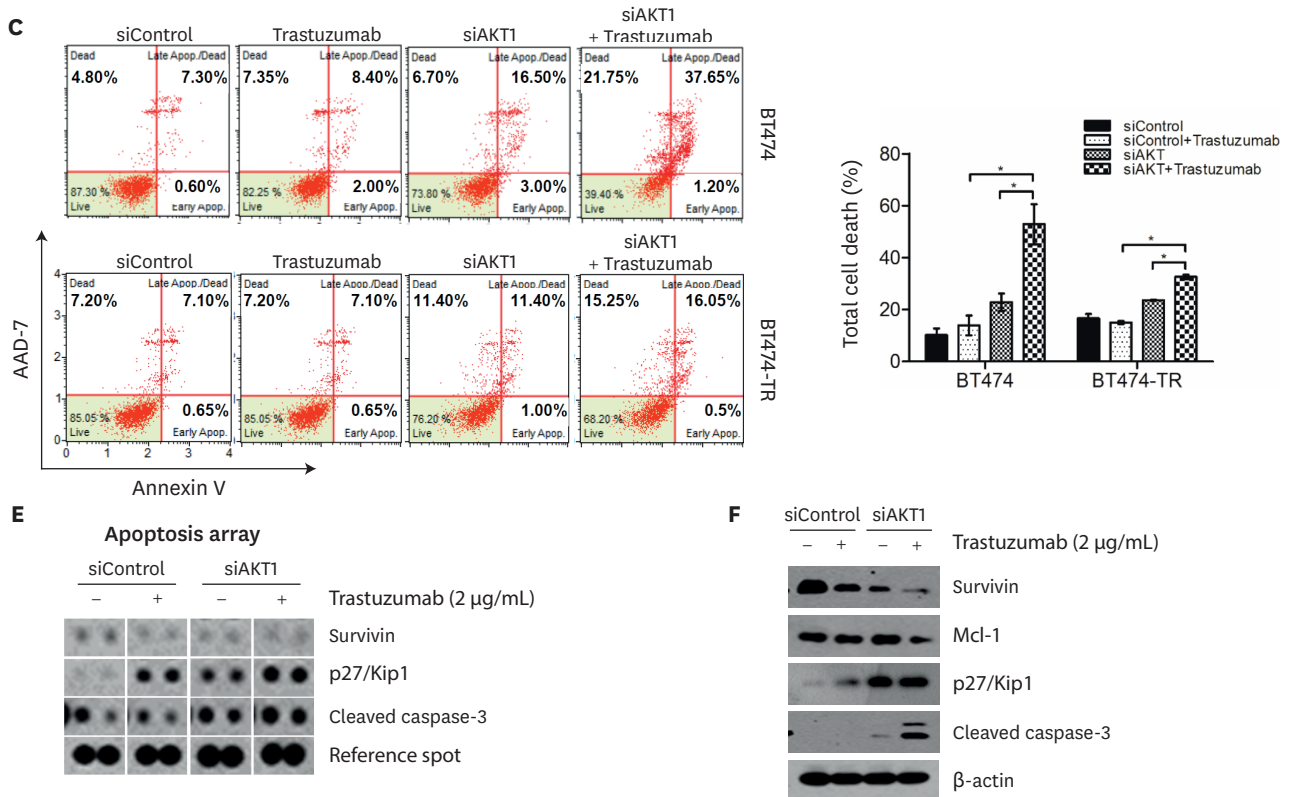 C
siControl
Trastuzumab
siAKT1
siAKT1
+ Trastuzumab
Dead Late Apop./Dead
4.80% 7.30%
87.30 % 0.60%
Live Early Apop.
Dead Late Apop./Dead
7.35% 8.40%
82.25 % 2.00%
Live Early Apop.
Dead Late Apop./Dead
6.70% 16.50%
73.80 % 3.00%
Live Early Apop.
Dead Late Apop./Dead
21.75% 37.65%
39.40 % 1.20%
Live Early Apop.
BT474
siControl
Trastuzumab
siAKT1
siAKT1
+ Trastuzumab
Dead Late Apop./Dead
7.20% 7.10%
85.05 % 0.65%
Live Early Apop.
Dead Late Apop./Dead
7.20% 7.10%
85.05 % 0.65%
Live Early Apop.
Dead Late Apop./Dead
11.40% 11.40%
76.20 % 1.00%
Live Early Apop.
Dead Late Apop./Dead
15.25% 16.05%
68.20 % 0.5%
Live Early Apop.
BT474-TR
4
3
2
1
0
0 1 2 3 4
AAD-7
Annexin V
siControl
siControl+Trastuzumab
siAKT
siAKT+Trastuzumab
Total cell death (%)
80
60
40
20
0
* * * *
BT474 BT474-TR
E
Apoptosis array
siControl siAKT1
− + − + Trastuzumab (2 µg/mL)
Survivin
p27/Kip1
Cleaved caspase-3
Reference spot
F
siControl siAKT1
− + − + Trastuzumab (2 µg/mL)
Survivin
Mcl-1
p27/Kip1
Cleaved caspase-3
β-actin